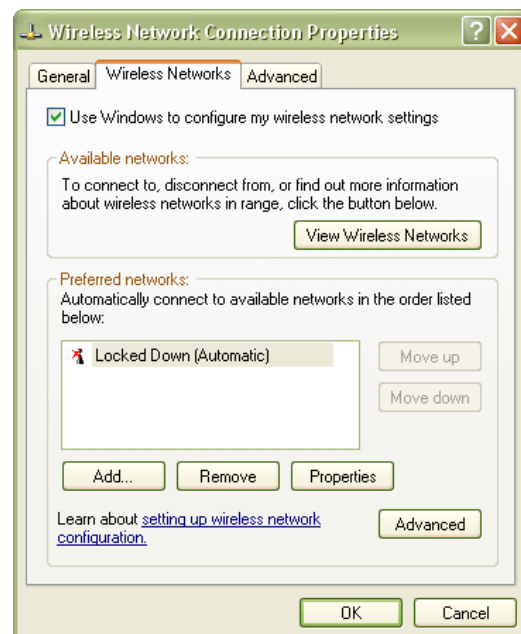 Wireless Network Connection Properties
General Wireless Networks Advanced
Use Windows to configure my wireless network settings
Available networks:
To connect to, disconnect from, or find out more information
about wireless networks in range, click the button below.
View Wireless Networks
Preferred networks:
Automatically connect to available networks in the order listed
below:
Locked Down (Automatic)
Move up
Move down
Add... Remove Properties
Learn about setting up wireless network
configuration.
Advanced
OK Cancel